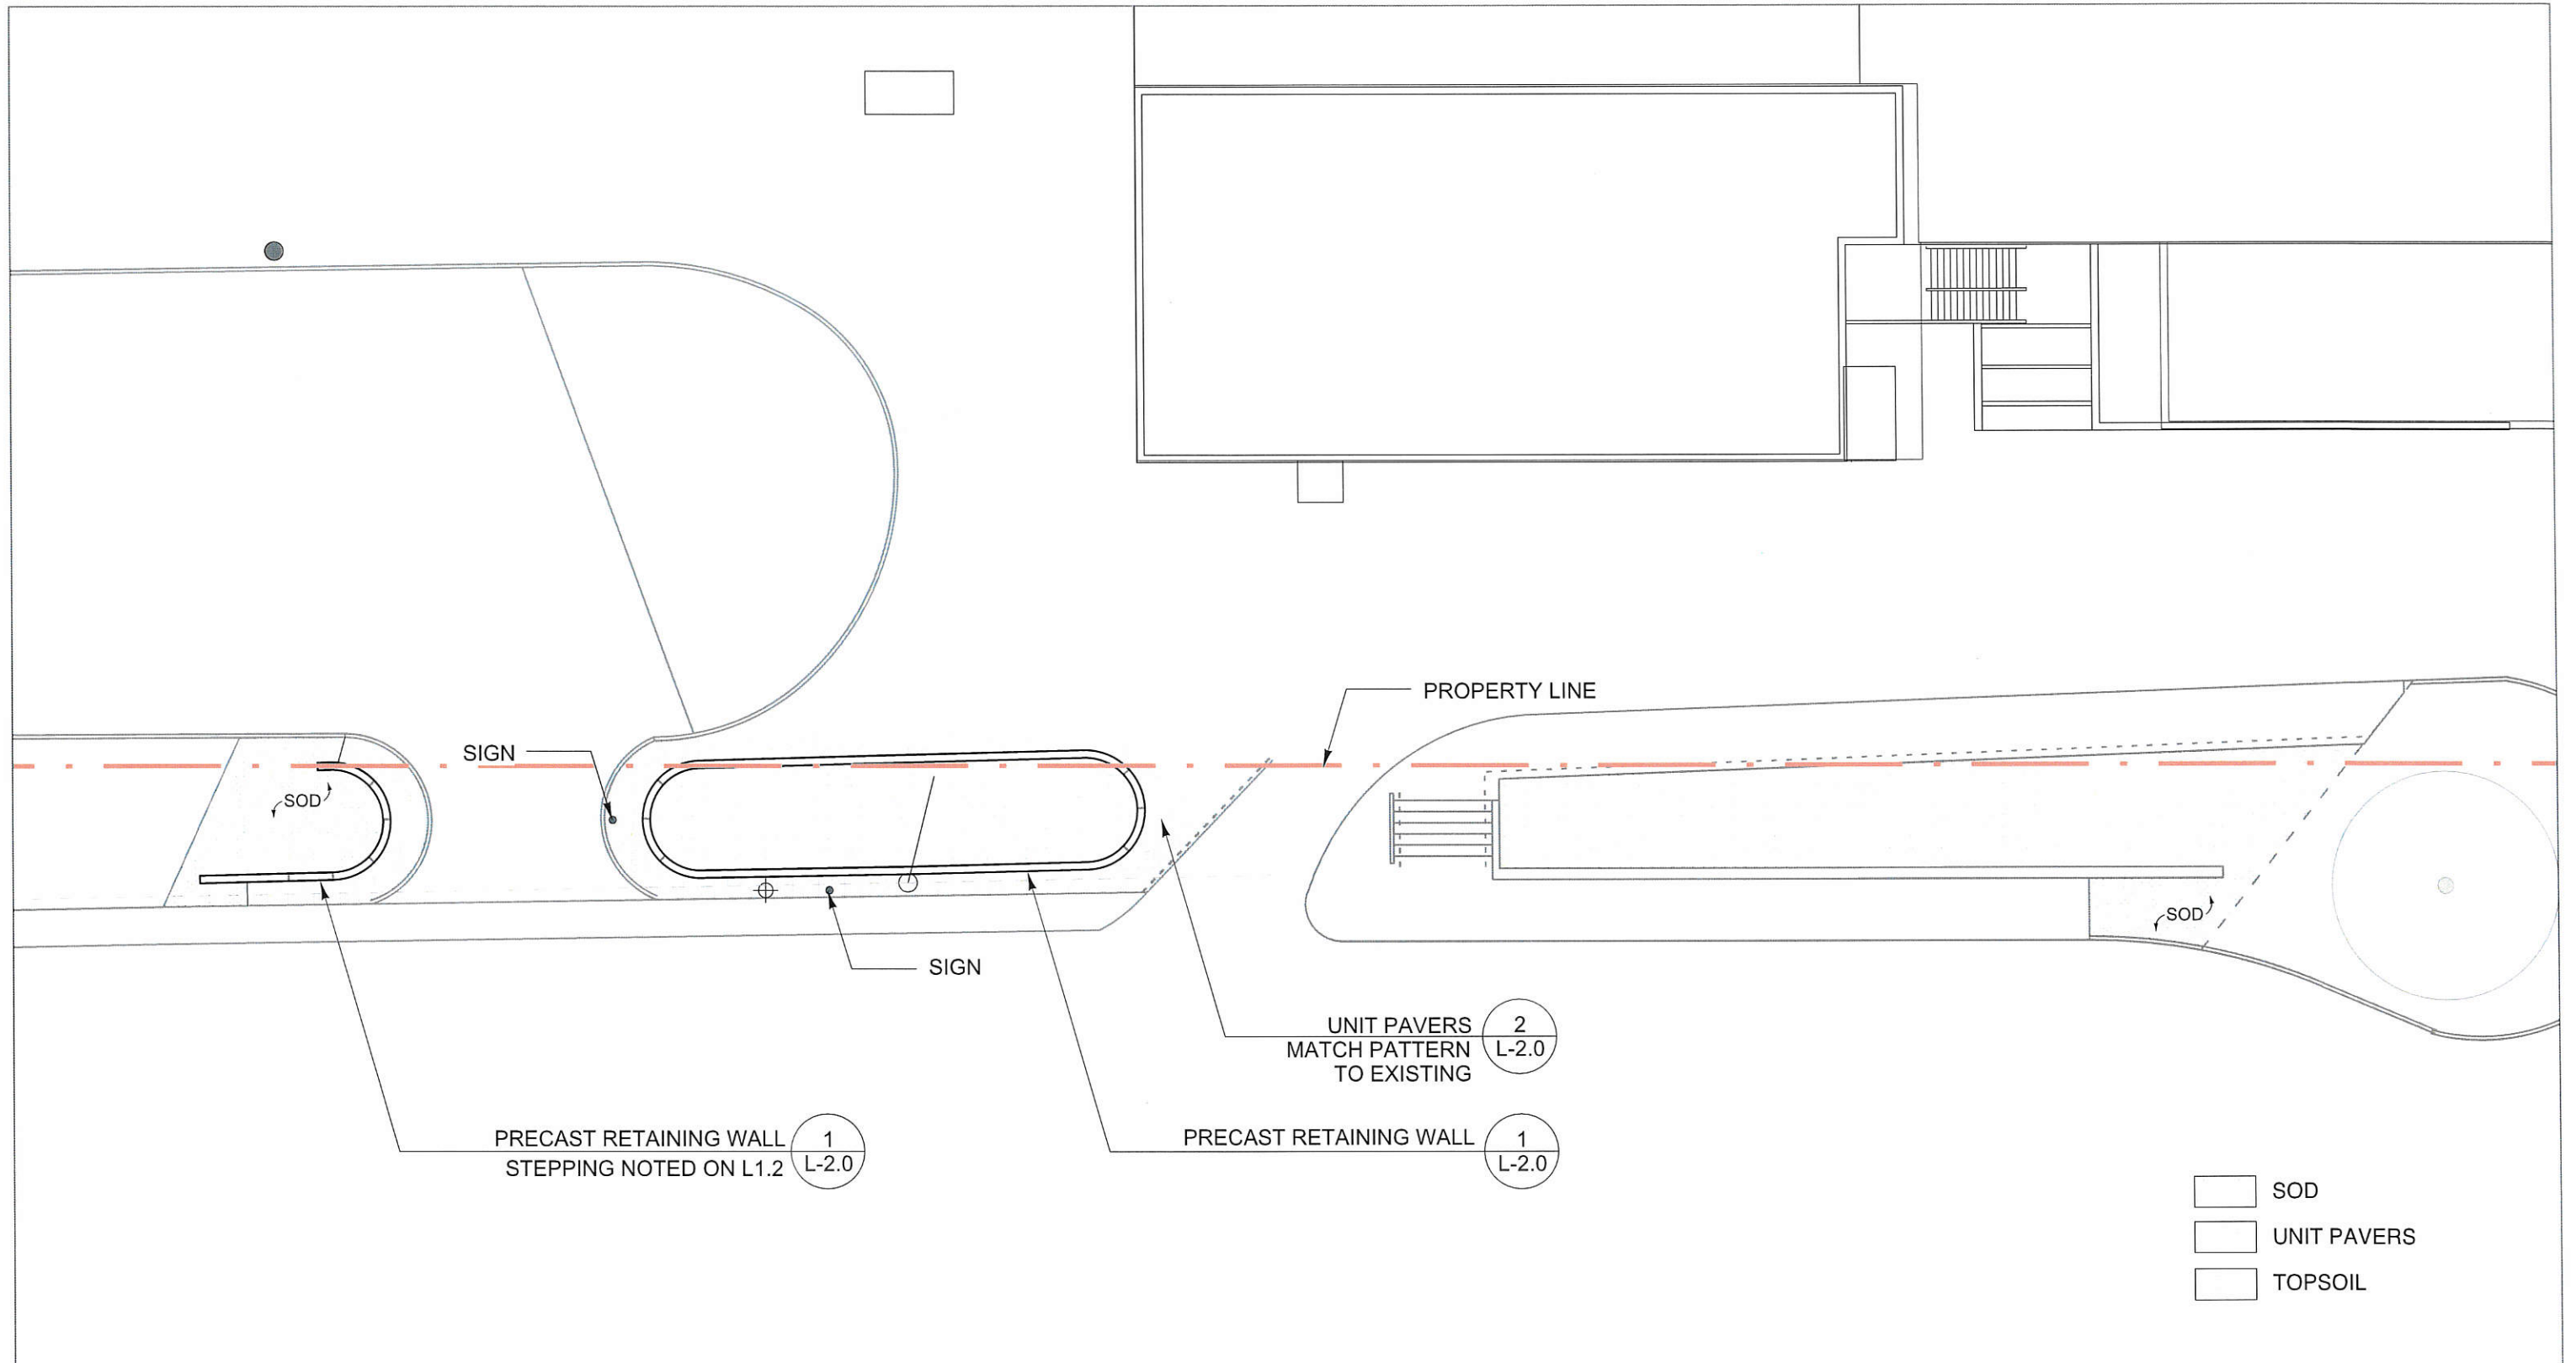 PROPERTY LINE
SIGN
SOD
SOD
SIGN
UNIT PAVERS
MATCH PATTERN
TO EXISTING
2
L-2.0
PRECAST RETAINING WALL
STEPPING NOTED ON L1.2
1
L-2.0
PRECAST RETAINING WALL
1
L-2.0
SOD
UNIT PAVERS
TOPSOIL